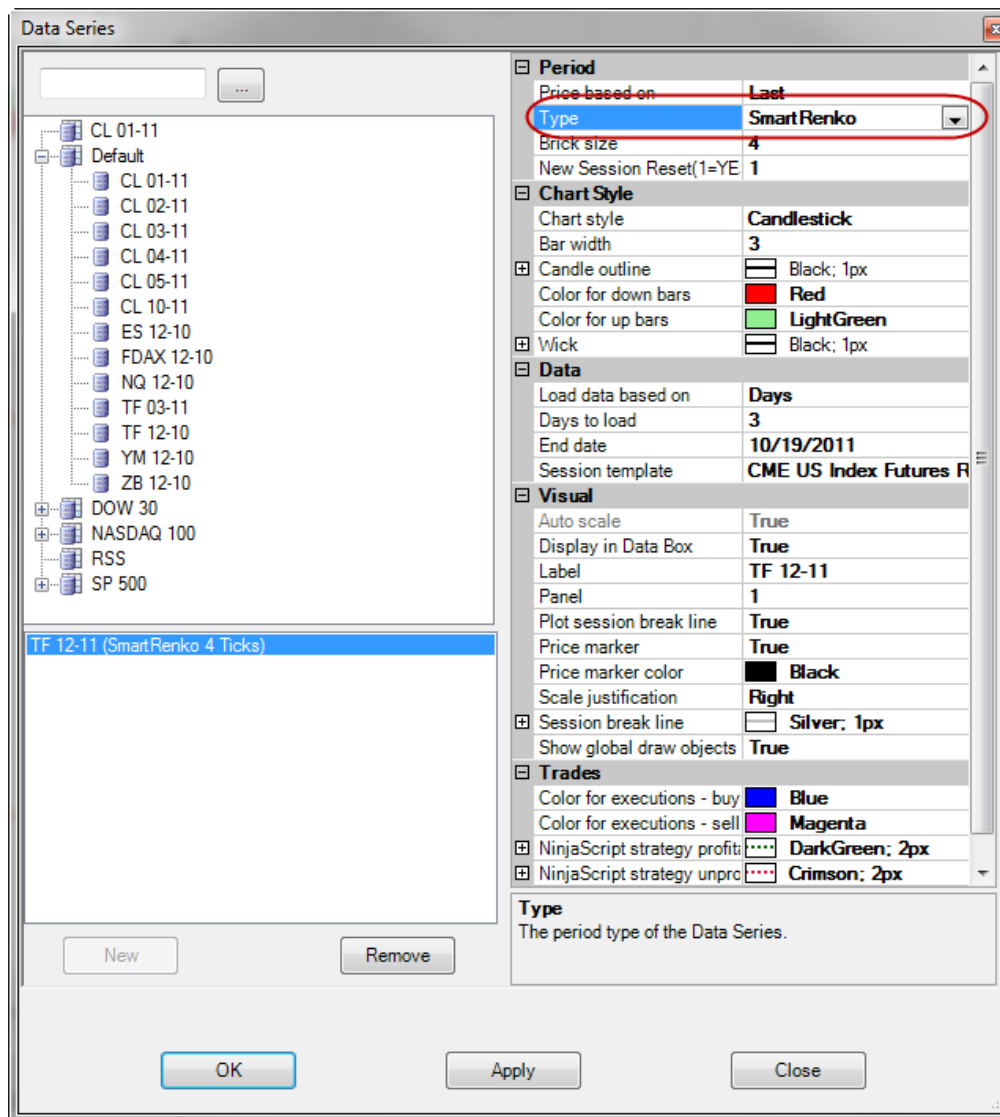 Data Series
...
CL 01-11
Default
CL 01-11
CL 02-11
CL 03-11
CL 04-11
CL 05-11
CL 10-11
ES 12-10
FDAX 12-10
NQ 12-10
TF 03-11
TF 12-10
YM 12-10
ZB 12-10
DOW 30
NASDAQ 100
RSS
SP 500
TF 12-11 (SmartRenko 4 Ticks)
New
Remove
Period
Price based on Last
Type SmartRenko
Brick size 4
New Session Reset(1=YE 1
Chart Style
Chart style Candlestick
Bar width 3
Candle outline Black; 1px
Color for down bars Red
Color for up bars LightGreen
Wick Black; 1px
Data
Load data based on Days
Days to load 3
End date 10/19/2011
Session template CME US Index Futures R
Visual
Auto scale True
Display in Data Box True
Label TF 12-11
Panel 1
Plot session break line True
Price marker True
Price marker color Black
Scale justification Right
Session break line Silver; 1px
Show global draw objects True
Trades
Color for executions - buy Blue
Color for executions - sell Magenta
NinjaScript strategy profita DarkGreen; 2px
NinjaScript strategy unpro Crimson; 2px
Type
The period type of the Data Series.
OK
Apply
Close